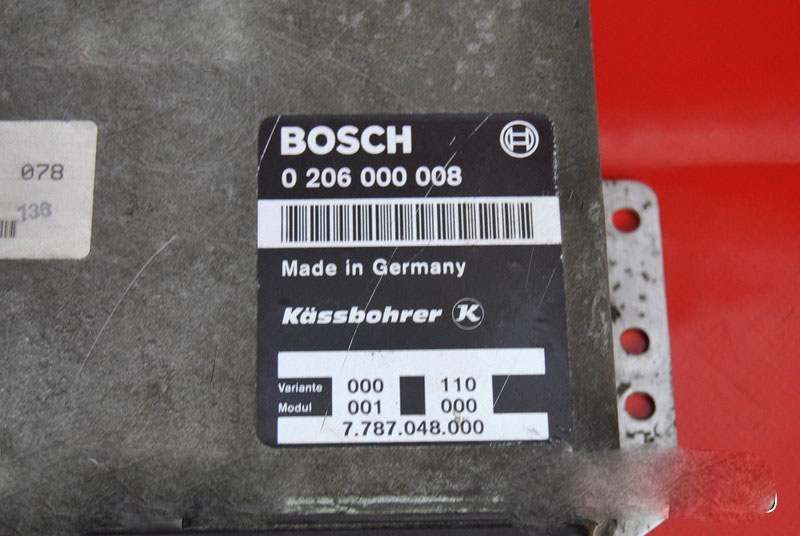 078
136
BOSCH
0 206 000 008
Made in Germany
Kässbohrer K
Variante 000 110
Modul 001 000
7.787.048.000